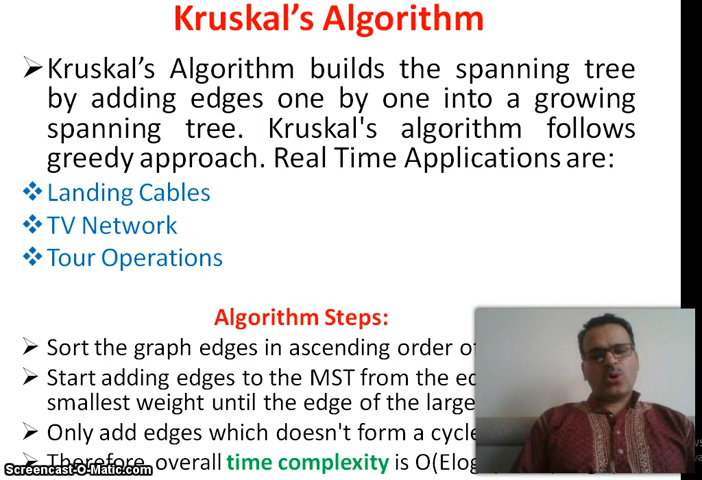 Kruskal's Algorithm
Kruskal's Algorithm builds the spanning tree
by adding edges one by one into a growing
spanning tree. Kruskal's algorithm follows
greedy approach. Real Time Applications are:
Landing Cables
TV Network
Tour Operations
Algorithm Steps:
Sort the graph edges in ascending order
Start adding edges to the MST from the
smallest weight until the edge of the
Only add edges which doesn't form a cycle
Therefore, overall time complexity is
Screencast-O-Matic.com